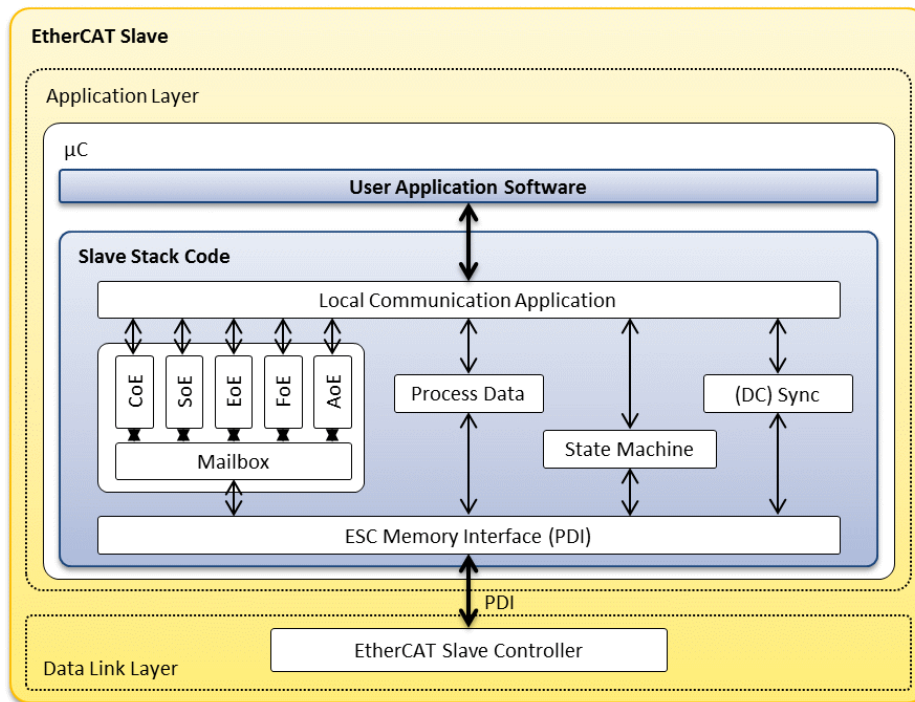 EtherCAT Slave
Application Layer
µC
User Application Software
Slave Stack Code
Local Communication Application
CoE
SoE
EoE
FoE
AoE
Process Data
(DC) Sync
State Machine
Mailbox
ESC Memory Interface (PDI)
PDI
EtherCAT Slave Controller
Data Link Layer